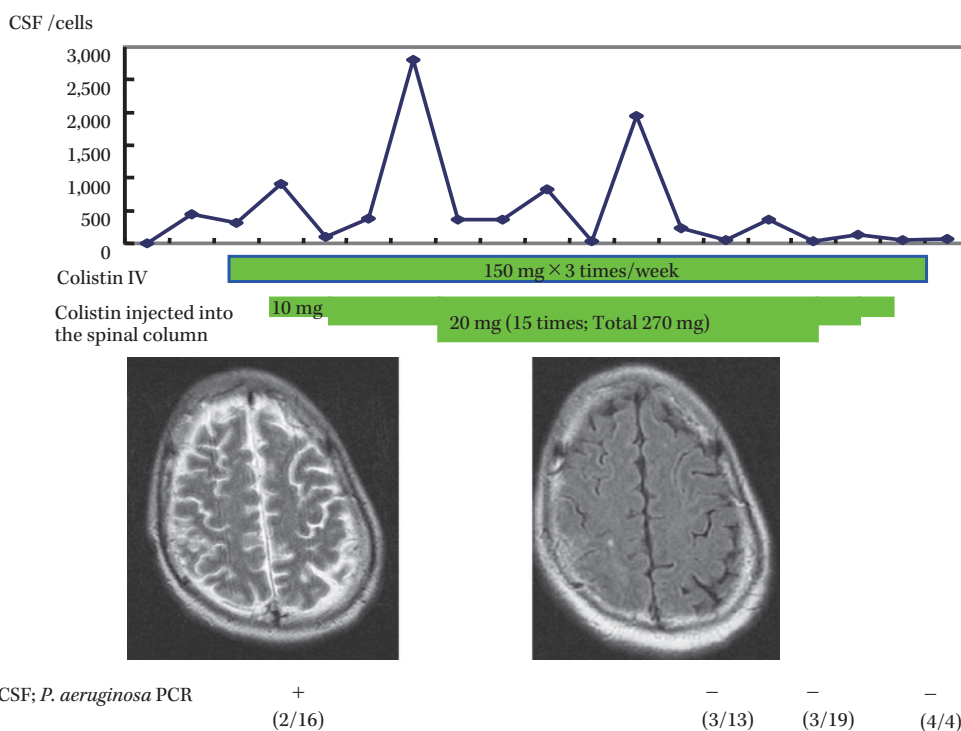 CSF /cells
3,000
2,500
2,000
1,500
1,000
500
0
Colistin IV
150 mg × 3 times/week
Colistin injected into
the spinal column
10 mg
20 mg (15 times; Total 270 mg)
CSF; P. aeruginosa PCR + − − −
(2/16) (3/13) (3/19) (4/4)